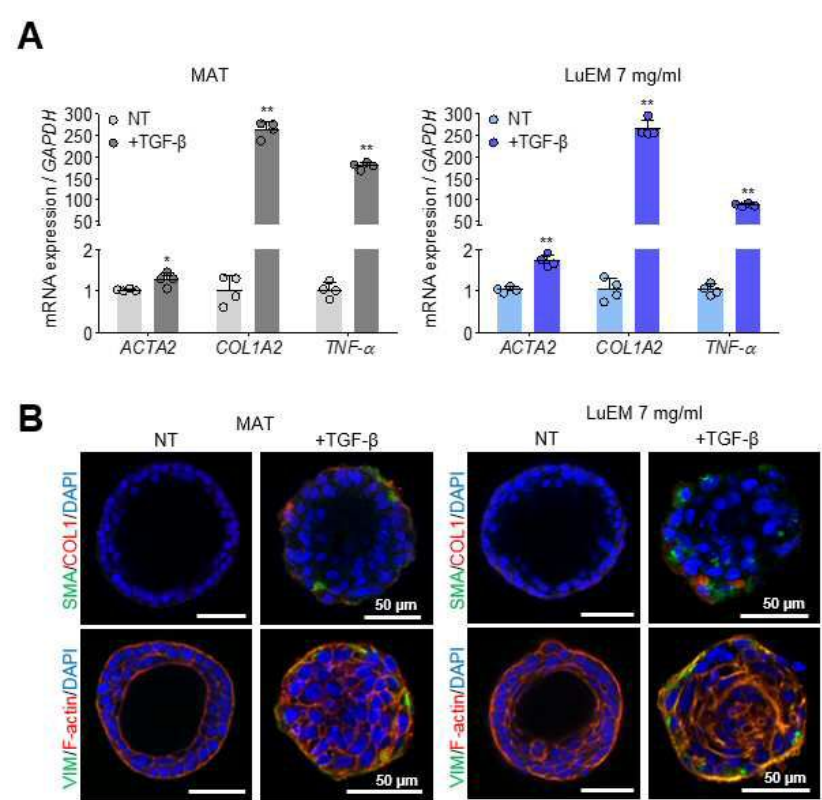 A
MAT
LuEM 7 mg/ml
mRNA expression / GAPDH
300
250
200
150
100
50
2
1
0
NT
+TGF-β
**
**
*
ACTA2
COL1A2
TNF-α
mRNA expression / GAPDH
300
250
200
150
100
50
2
1
0
NT
+TGF-β
**
**
**
ACTA2
COL1A2
TNF-α
B
MAT
LuEM 7 mg/ml
NT
+TGF-β
NT
+TGF-β
SMA/COL1/DAPI
50 µm
SMA/COL1/DAPI
50 µm
VIM/F-actin/DAPI
50 µm
VIM/F-actin/DAPI
50 µm